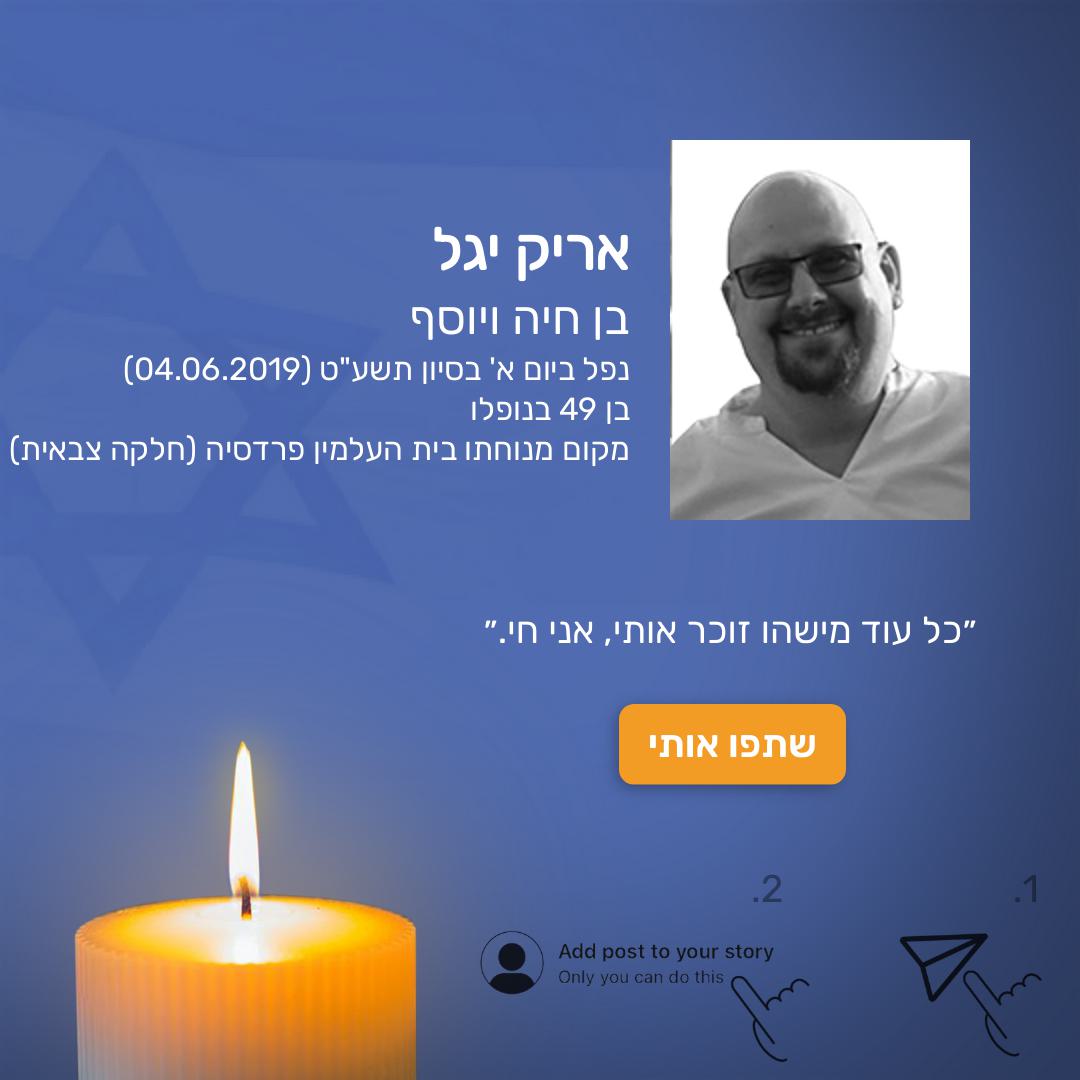 אריק יגל
בן חיה ויוסף
נפל ביום א' בסיון תשע"ט (04.06.2019)
בן 49 בנופלו
מקום מנוחתו בית העלמין פרדסיה (חלקה צבאית)
״כל עוד מישהו זוכר אותי, אני חי.״
שתפו אותי
1.
2.
Add post to your story
Only you can do this